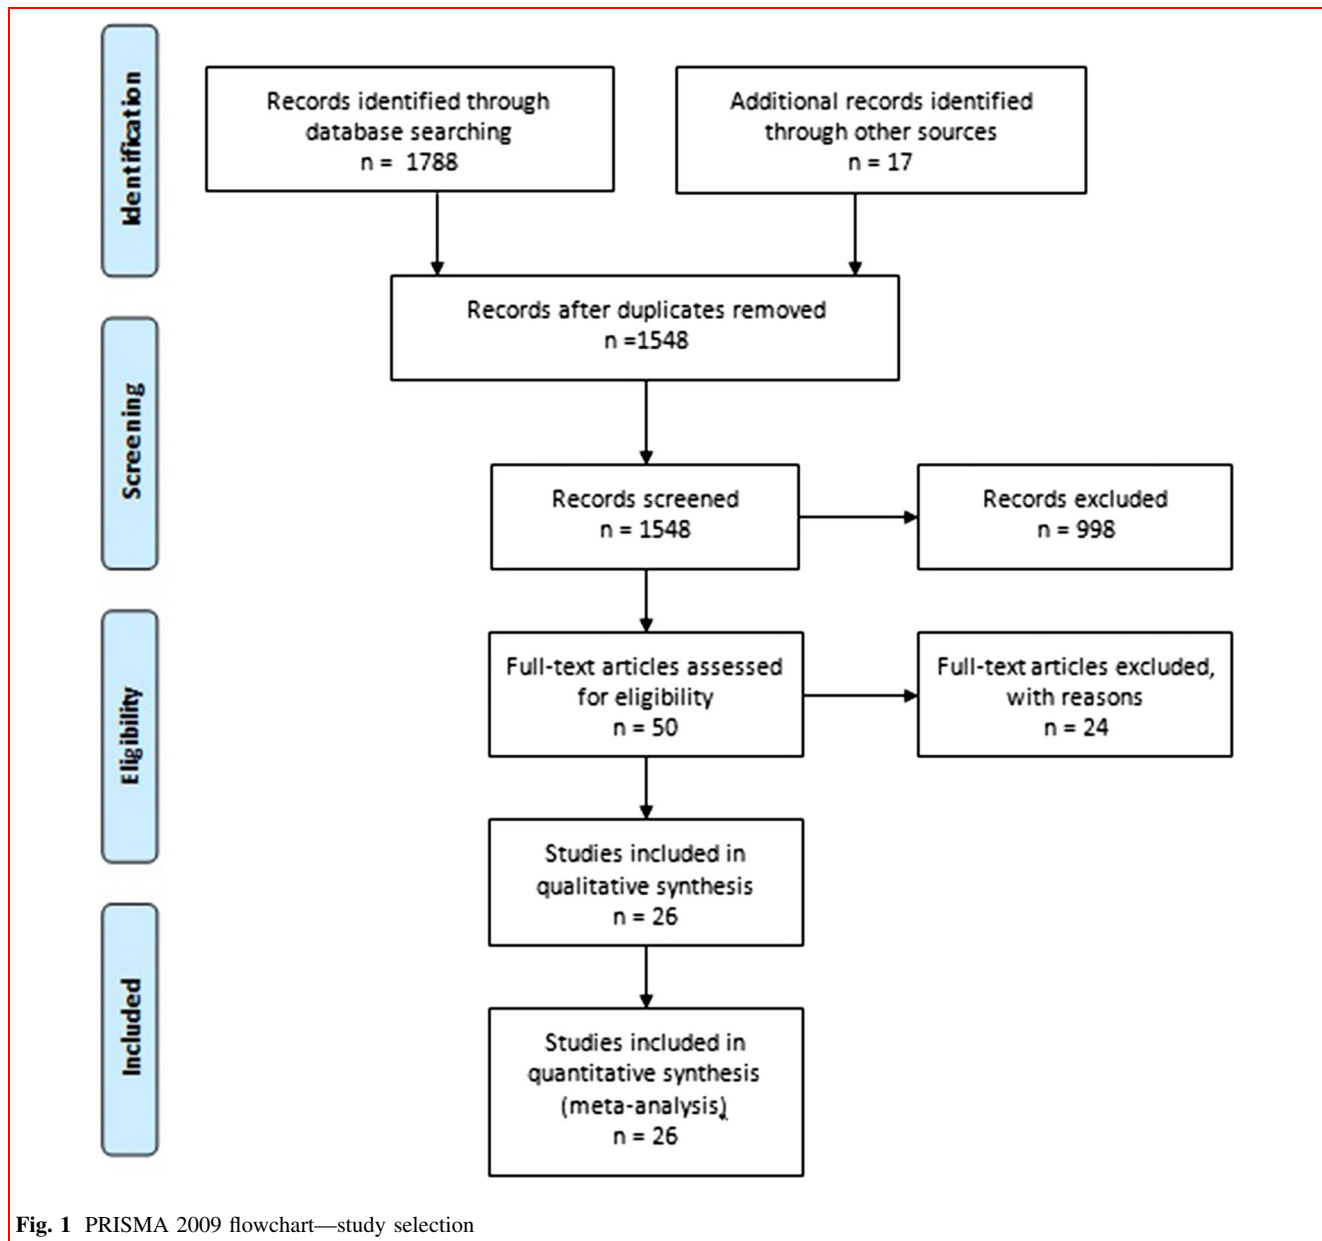 Identification
Records identified through
database searching
n = 1788
Additional records identified
through other sources
n = 17
Records after duplicates removed
n =1548
Screening
Records screened
n = 1548
Records excluded
n = 998
Eligibility
Full-text articles assessed
for eligibility
n = 50
Full-text articles excluded,
with reasons
n = 24
Studies included in
qualitative synthesis
n = 26
Included
Studies included in
quantitative synthesis
(meta-analysis)
n = 26
Fig. 1 PRISMA 2009 flowchart—study selection